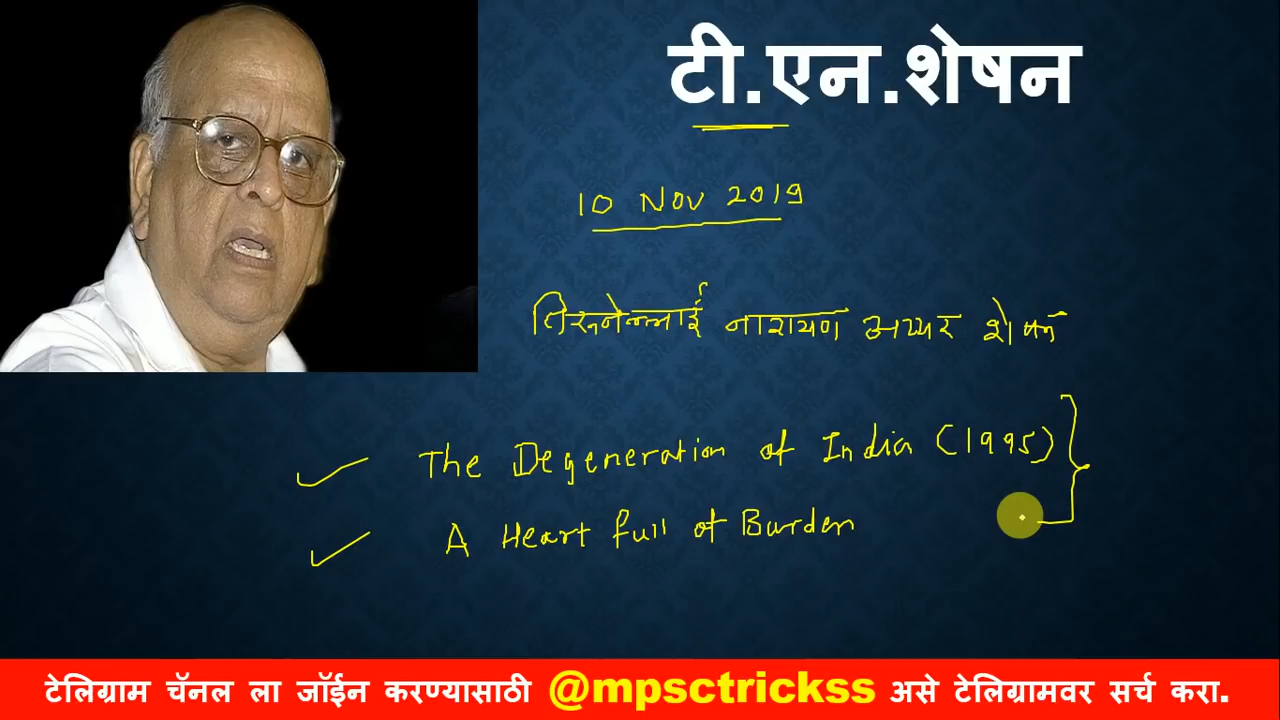 टी.एन.शेषन
10 Nov 2019
तिरूनेल्लाई नारायण अय्यर शेषन
The Degeneration of India (1995)
A Heart full of Burden
टेलिग्राम चॅनल ला जॉईन करण्यासाठी @mpsctrickss असे टेलिग्रामवर सर्च करा.